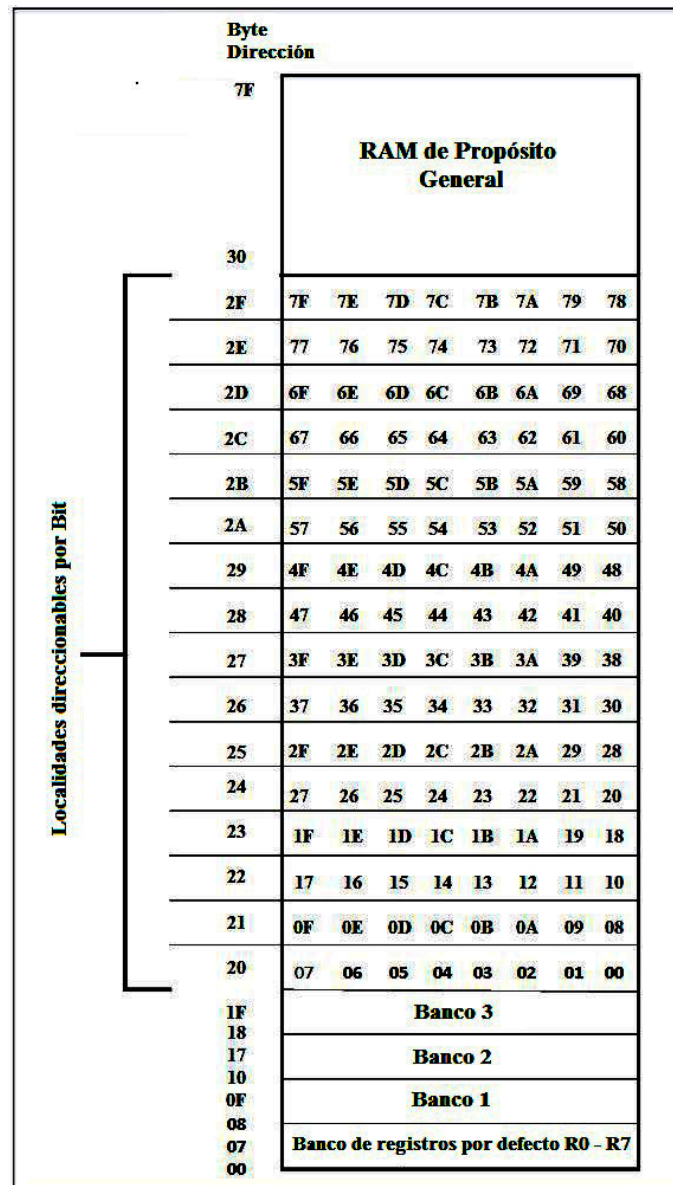 Byte
Dirección
7F
RAM de Propósito
General
30
2F 7F 7E 7D 7C 7B 7A 79 78
2E 77 76 75 74 73 72 71 70
2D 6F 6E 6D 6C 6B 6A 69 68
2C 67 66 65 64 63 62 61 60
2B 5F 5E 5D 5C 5B 5A 59 58
2A 57 56 55 54 53 52 51 50
29 4F 4E 4D 4C 4B 4A 49 48
28 47 46 45 44 43 42 41 40
27 3F 3E 3D 3C 3B 3A 39 38
26 37 36 35 34 33 32 31 30
25 2F 2E 2D 2C 2B 2A 29 28
24 27 26 25 24 23 22 21 20
23 1F 1E 1D 1C 1B 1A 19 18
22 17 16 15 14 13 12 11 10
21 0F 0E 0D 0C 0B 0A 09 08
20 07 06 05 04 03 02 01 00
Localidades direccionables por Bit
1F Banco 3
18
17 Banco 2
10
0F Banco 1
08
07 Banco de registros por defecto R0 - R7
00